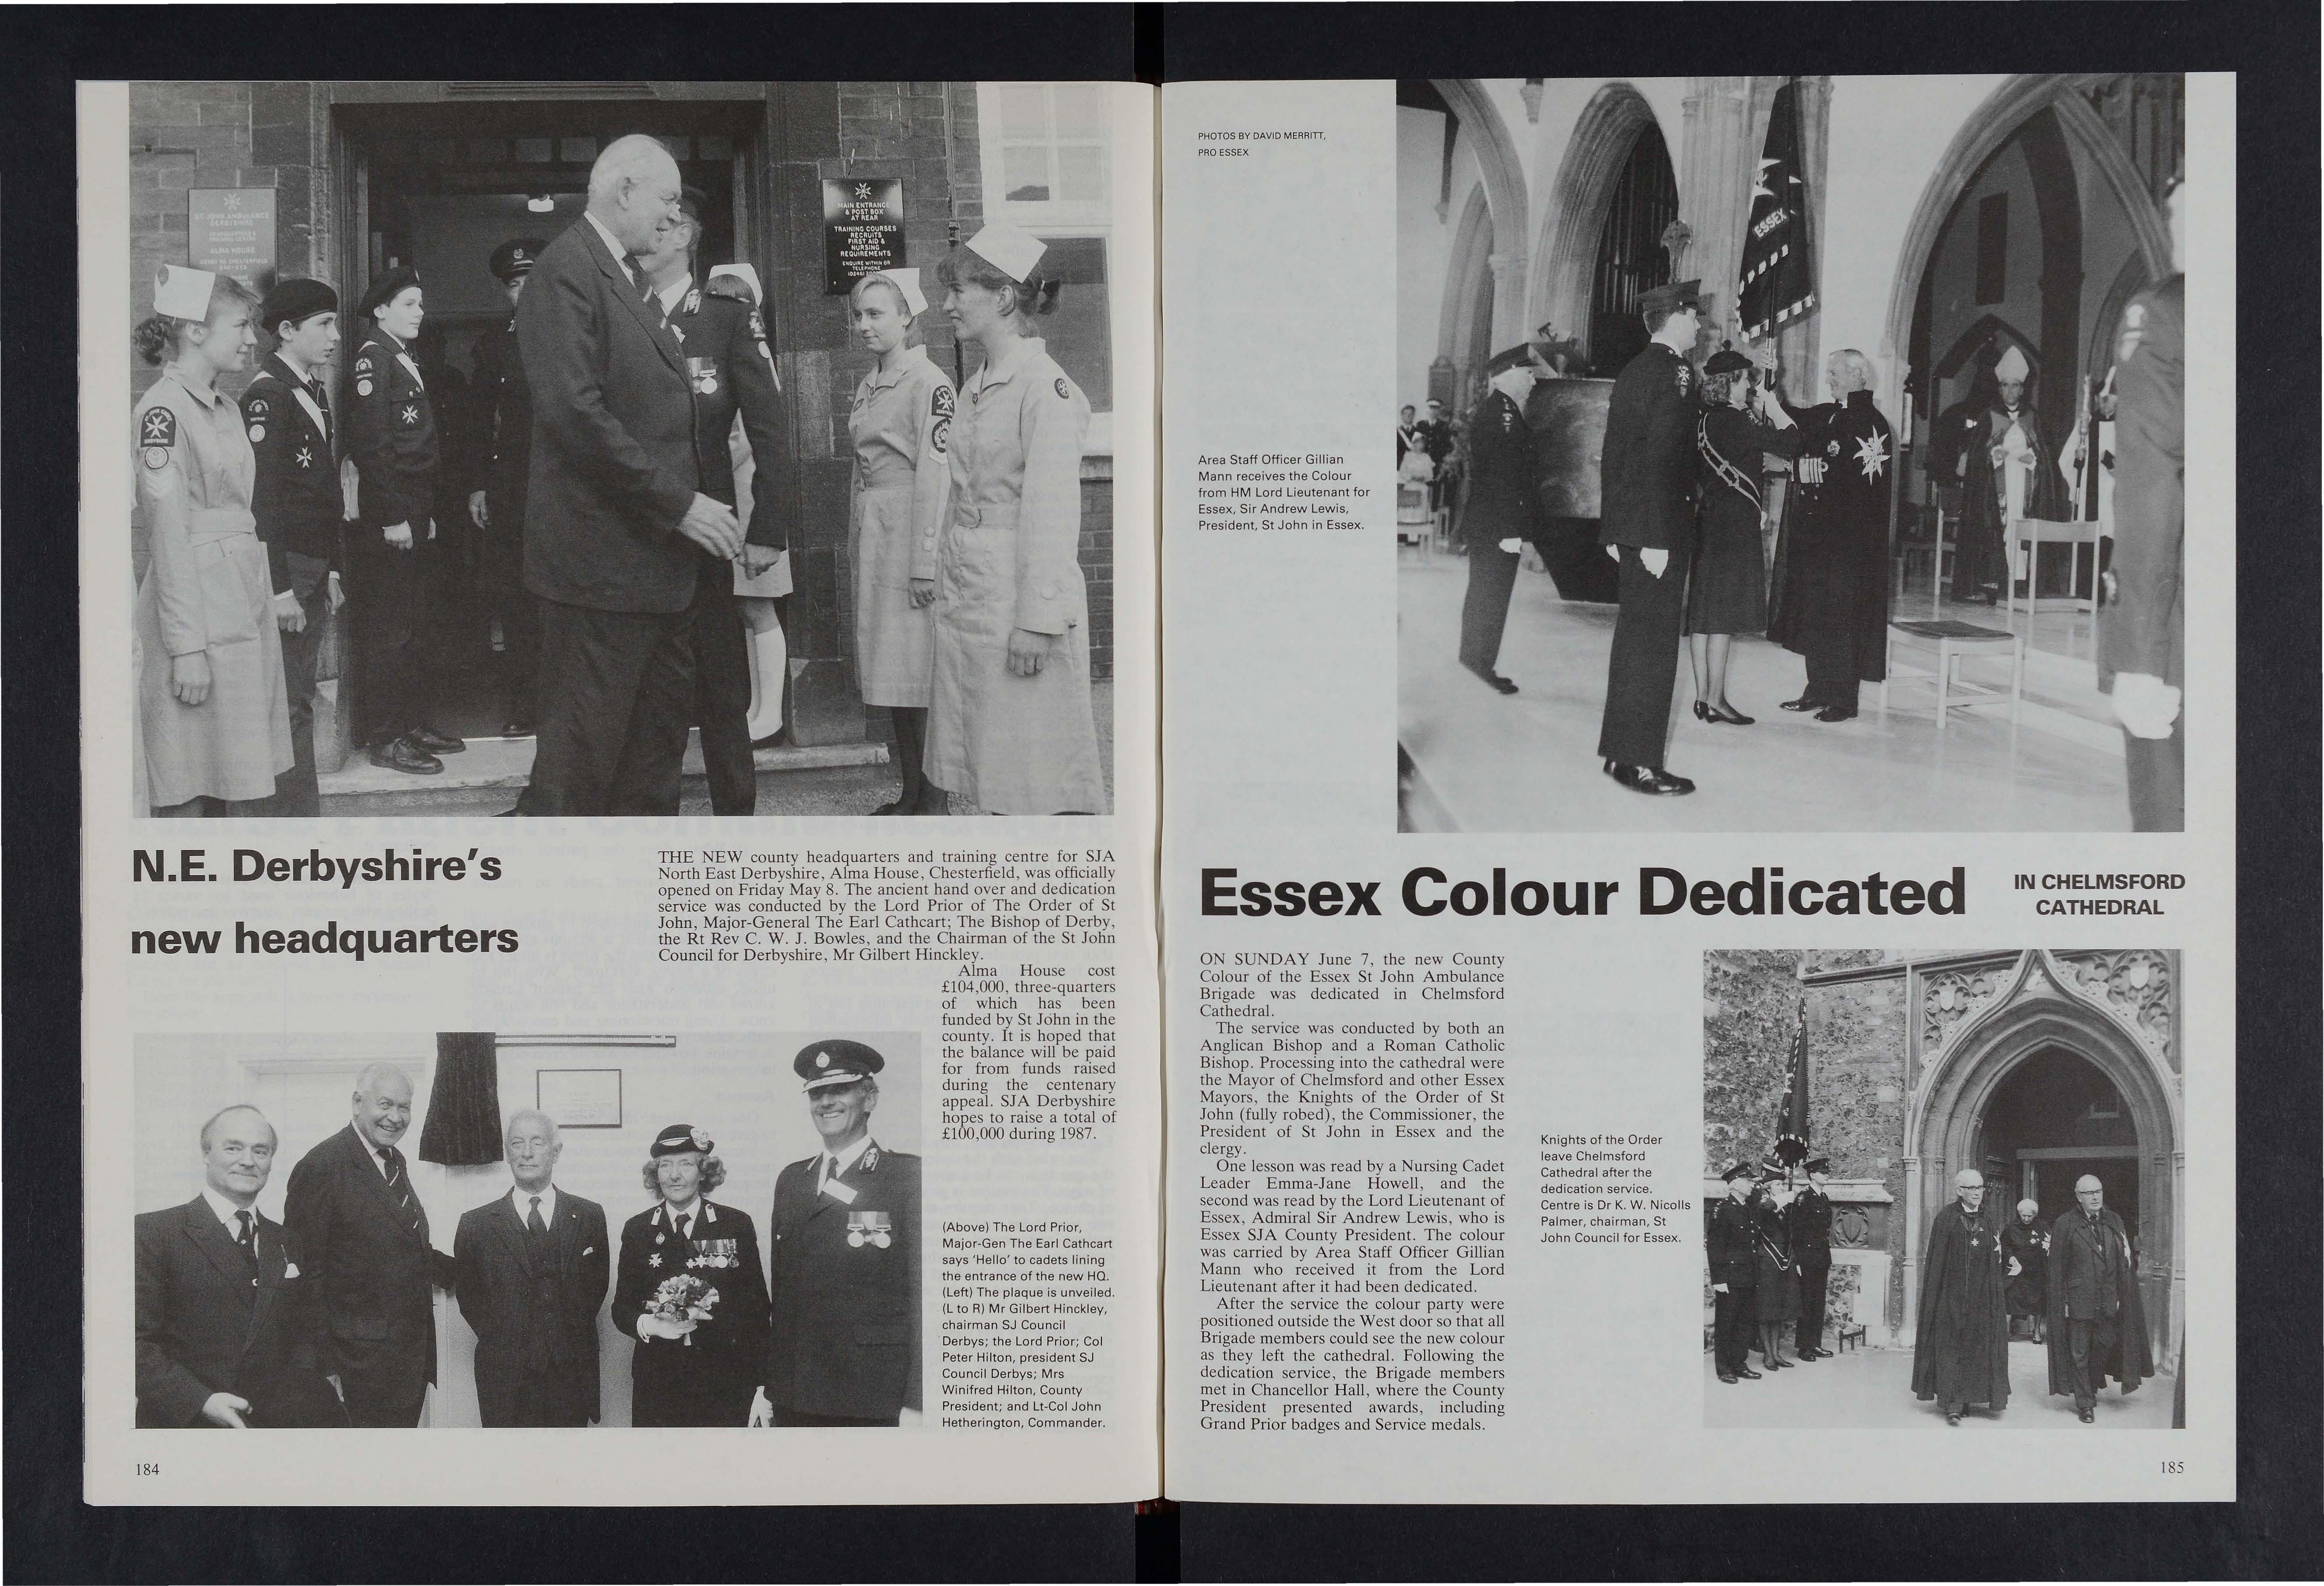 ST. JOHN AMBULANCE
DERBYSHIRE
ALMA HOUSE
MAIN ENTRANCE
& POST BOX
AT REAR
TRAINING COURSES
RECRUITS
FIRST AID &
NURSING
REQUIREMENTS
ENQUIRE WITHIN OR
TELEPHONE
N.E. Derbyshire's
new headquarters
THE NEW county headquarters and training centre for SJA
North East Derbyshire, Alma House, Chesterfield, was officially
opened on Friday May 8. The ancient hand over and dedication
service was conducted by the Lord Prior of The Order of St
John, Major-General The Earl Cathcart; The Bishop of Derby,
the Rt Rev C. W. J. Bowles, and the Chairman of the St John
Council for Derbyshire, Mr Gilbert Hinckley.
Alma House cost
£104,000, three-quarters
of which has been
funded by St John in the
county. It is hoped that
the balance will be paid
for from funds raised
during the centenary
appeal. SJA Derbyshire
hopes to raise a total of
£100,000 during 1987.
(Above) The Lord Prior,
Major-Gen The Earl Cathcart
says 'Hello' to cadets lining
the entrance of the new HQ.
(Left) The plaque is unveiled.
(L to R) Mr Gilbert Hinckley,
chairman SJ Council
Derbys; the Lord Prior; Col
Peter Hilton, president SJ
Council Derbys; Mrs
Winifred Hilton, County
President; and Lt-Col John
Hetherington, Commander.
184
PHOTOS BY DAVID MERRITT,
PRO ESSEX
ESSEX
Area Staff Officer Gillian
Mann receives the Colour
from HM Lord Lieutenant for
Essex, Sir Andrew Lewis,
President, St John in Essex.
Essex Colour Dedicated
IN CHELMSFORD
CATHEDRAL
ON SUNDAY June 7, the new County
Colour of the Essex St John Ambulance
Brigade was dedicated in Chelmsford
Cathedral.
The service was conducted by both an
Anglican Bishop and a Roman Catholic
Bishop. Processing into the cathedral were
the Mayor of Chelmsford and other Essex
Mayors, the Knights of the Order of St
John (fully robed), the Commissioner, the
President of St John in Essex and the
clergy.
One lesson was read by a Nursing Cadet
Leader Emma-Jane Howell, and the
second was read by the Lord Lieutenant of
Essex, Admiral Sir Andrew Lewis, who is
Essex SJA County President. The colour
was carried by Area Staff Officer Gillian
Mann who received it from the Lord
Lieutenant after it had been dedicated.
After the service the colour party were
positioned outside the West door so that all
Brigade members could see the new colour
as they left the cathedral. Following the
dedication service, the Brigade members
met in Chancellor Hall, where the County
President presented awards, including
Grand Prior badges and Service medals.
Knights of the Order
leave Chelmsford
Cathedral after the
dedication service.
Centre is Dr K. W. Nicolls
Palmer, chairman, St
John Council for Essex.
185